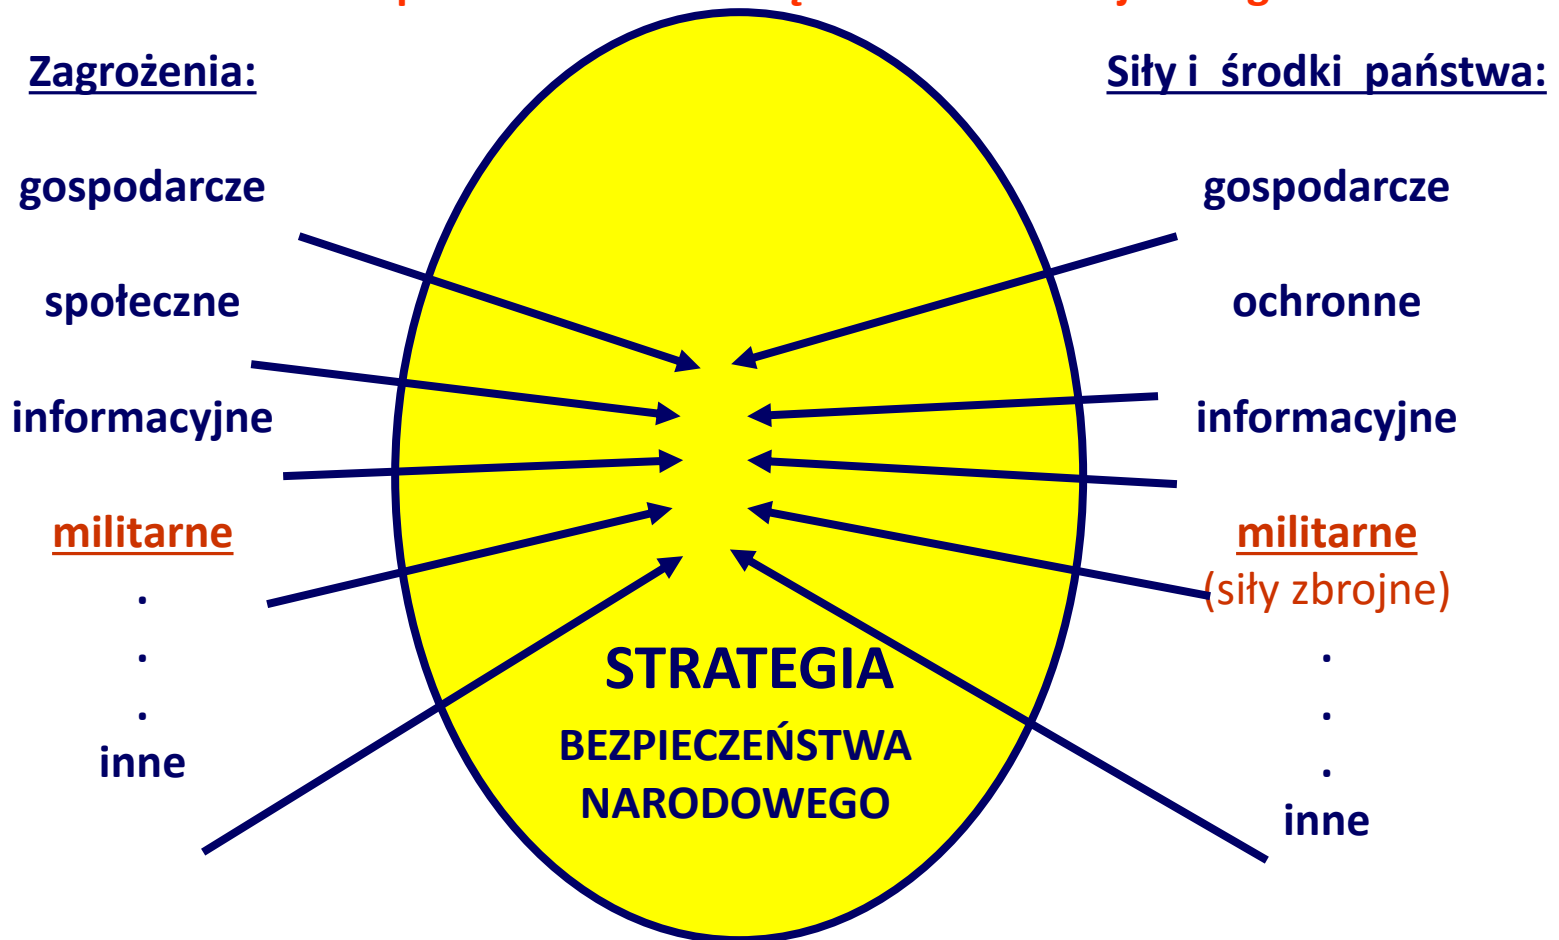 Zagrożenia:
gospodarcze
społeczne
informacyjne
militarne
.
.
.
inne
Siły i środki państwa:
gospodarcze
ochronne
informacyjne
militarne
(siły zbrojne)
.
.
.
inne
STRATEGIA
BEZPIECZEŃSTWA
NARODOWEGO